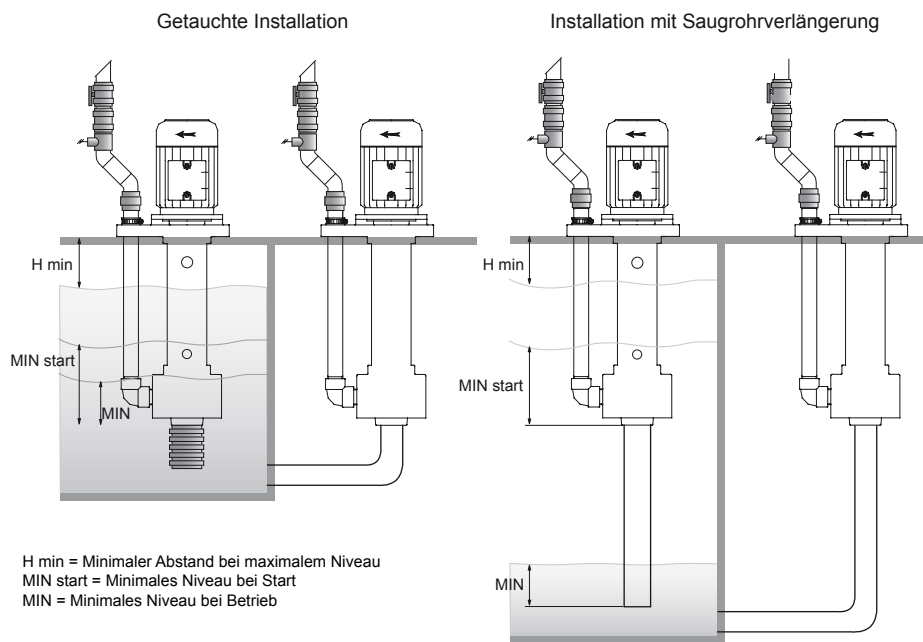 Getauchte Installation
Installation mit Saugrohrverlängerung
H min
MIN start
MIN
H min
MIN start
MIN
H min = Minimaler Abstand bei maximalem Niveau
MIN start = Minimales Niveau bei Start
MIN = Minimales Niveau bei Betrieb